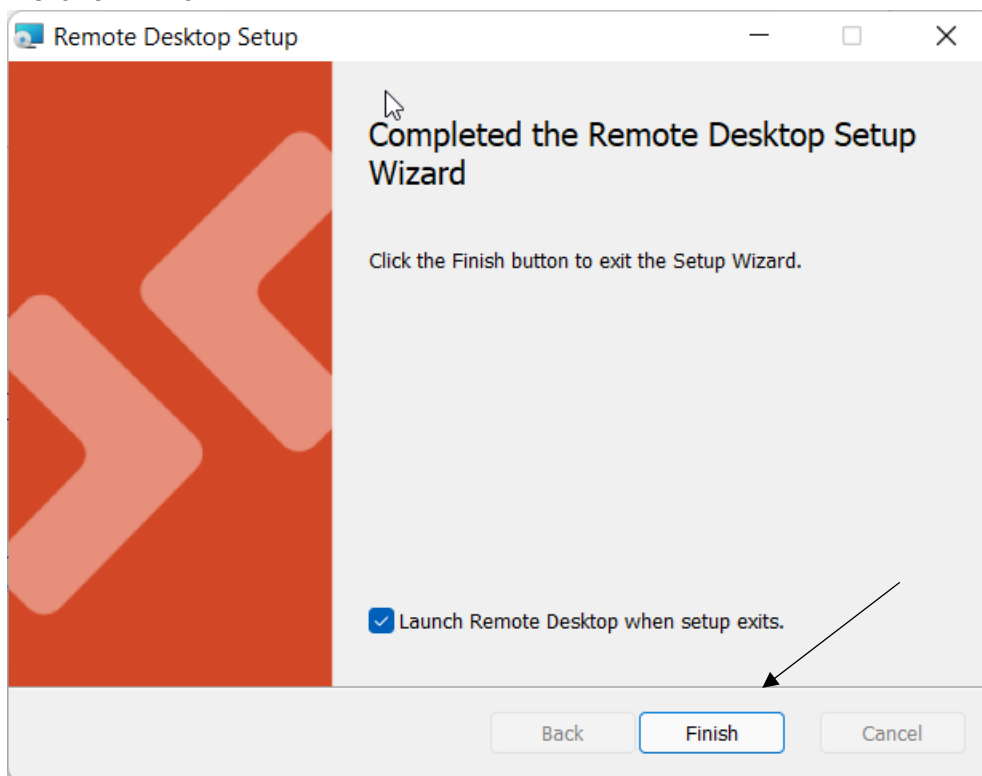 Remote Desktop Setup
Completed the Remote Desktop Setup
Wizard
Click the Finish button to exit the Setup Wizard.
Launch Remote Desktop when setup exits.
Back
Finish
Cancel